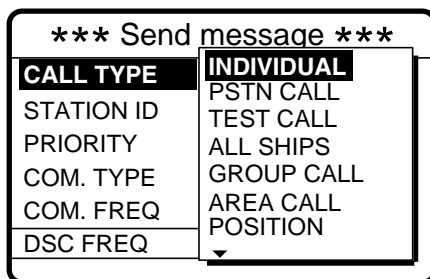 *** Send message ***
CALL TYPE
STATION ID
PRIORITY
COM. TYPE
COM. FREQ
DSC FREQ
INDIVIDUAL
PSTN CALL
TEST CALL
ALL SHIPS
GROUP CALL
AREA CALL
POSITION